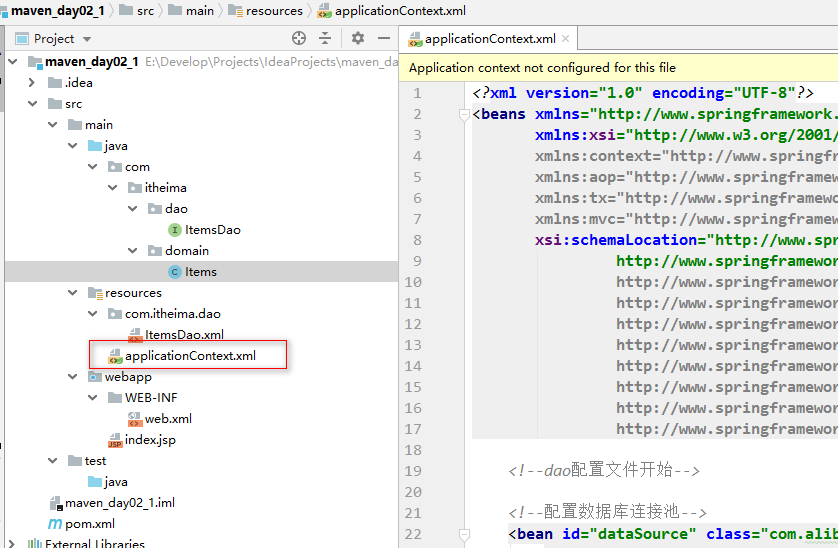 maven_day02_1 src main resources applicationContext.xml
Project
maven_day02_1 E:\Develop\Projects\IdeaProjects\maven_da
.idea
src
main
java
com
itheima
dao
ItemsDao
domain
Items
resources
com.itheima.dao
ItemsDao.xml
applicationContext.xml
webapp
WEB-INF
web.xml
index.jsp
test
java
maven_day02_1.iml
pom.xml
External Libraries
applicationContext.xml
Application context not configured for this file
1 <?xml version="1.0" encoding="UTF-8"?>
2 <beans xmlns="http://www.springframework.
3 xmlns:xsi="http://www.w3.org/2001/
4 xmlns:context="http://www.springfr
5 xmlns:aop="http://www.springframew
6 xmlns:tx="http://www.springframewo
7 xmlns:mvc="http://www.springframew
8 xsi:schemaLocation="http://www.spr
9 http://www.springframewor
10 http://www.springframewor
11 http://www.springframewor
12 http://www.springframewor
13 http://www.springframewor
14 http://www.springframewor
15 http://www.springframewor
16 http://www.springframewor
17 http://www.springframewor
18
19 <!--dao配置文件开始-->
20
21 <!--配置数据库连接池-->
22 <bean id="dataSource" class="com.alib